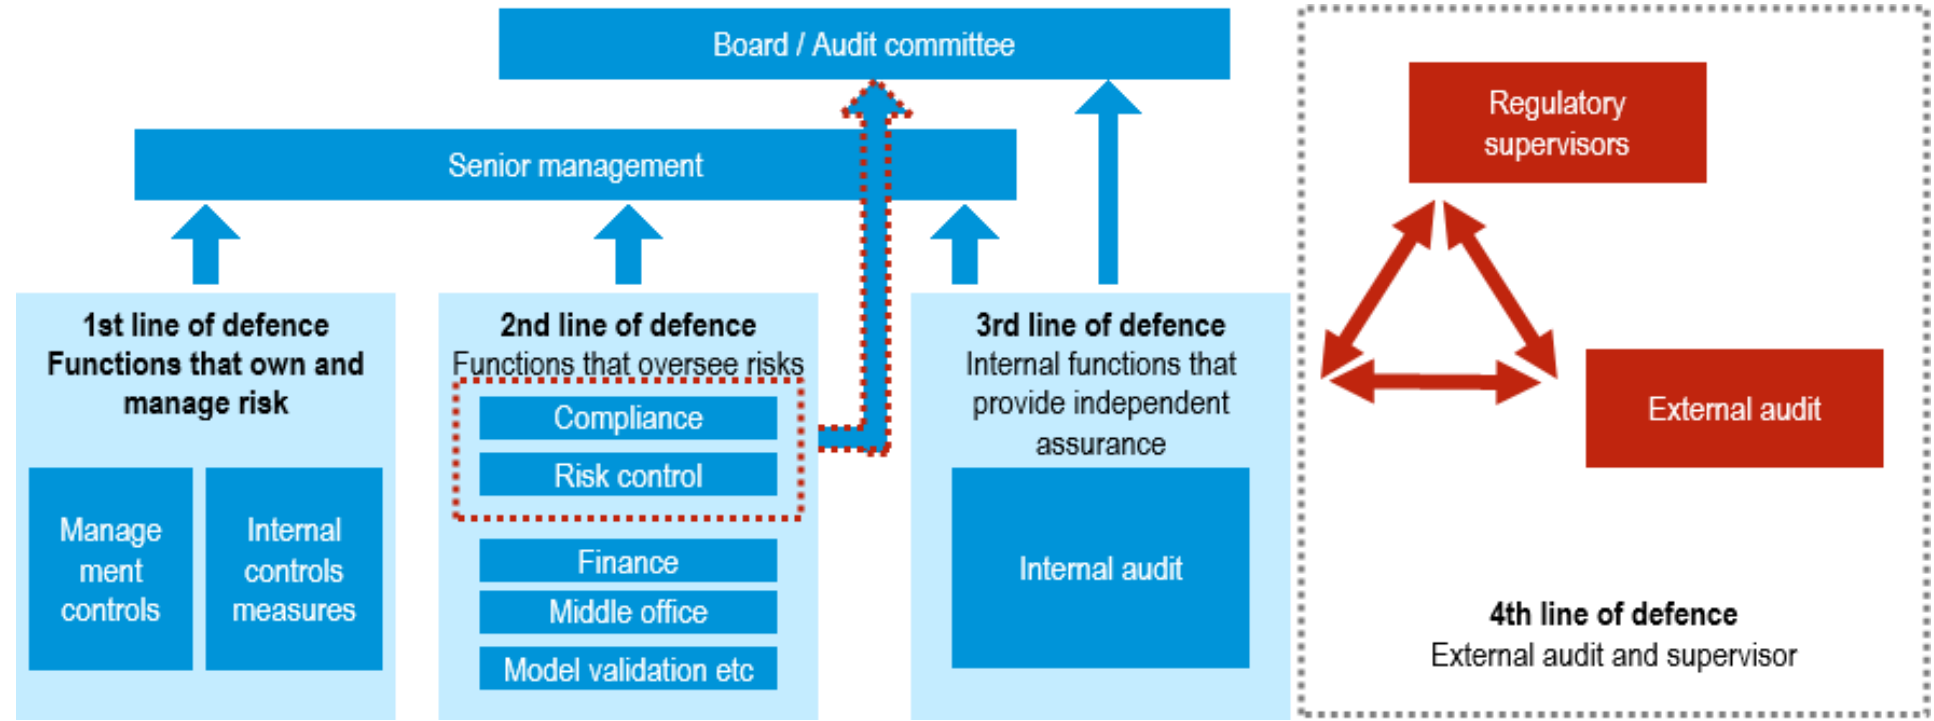 Board / Audit committee
Senior management
1st line of defence
Functions that own and
manage risk
Manage
ment
controls
Internal
controls
measures
2nd line of defence
Functions that oversee risks
Compliance
Risk control
Finance
Middle office
Model validation etc
3rd line of defence
Internal functions that
provide independent
assurance
Internal audit
Regulatory
supervisors
External audit
4th line of defence
External audit and supervisor